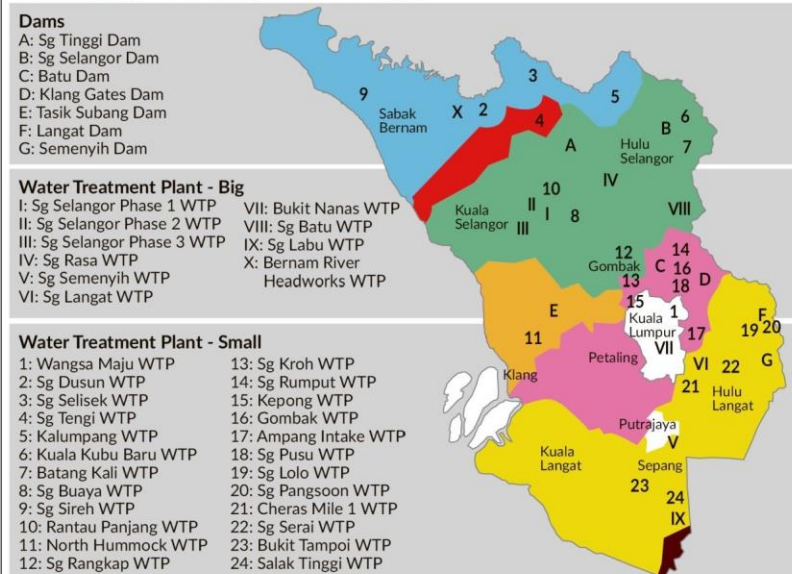 Dams
A: Sg Tinggi Dam
B: Sg Selangor Dam
C: Batu Dam
D: Klang Gates Dam
E: Tasik Subang Dam
F: Langat Dam
G: Semenyih Dam
Water Treatment Plant - Big
I: Sg Selangor Phase 1 WTP
II: Sg Selangor Phase 2 WTP
III: Sg Selangor Phase 3 WTP
IV: Sg Rasa WTP
V: Sg Semenyih WTP
VI: Sg Langat WTP
VII: Bukit Nanas WTP
VIII: Sg Batu WTP
IX: Sg Labu WTP
X: Bernam River
Headworks WTP
Water Treatment Plant - Small
1: Wangsa Maju WTP
2: Sg Dusun WTP
3: Sg Selisek WTP
4: Sg Tengi WTP
5: Kalumpang WTP
6: Kuala Kubu Baru WTP
7: Batang Kali WTP
8: Sg Buaya WTP
9: Sg Sireh WTP
10: Rantau Panjang WTP
11: North Hummock WTP
12: Sg Rangkap WTP
13: Sg Kroh WTP
14: Sg Rumput WTP
15: Kepong WTP
16: Gombak WTP
17: Ampang Intake WTP
18: Sg Pusu WTP
19: Sg Lolo WTP
20: Sg Pangsoon WTP
21: Cheras Mile 1 WTP
22: Sg Serai WTP
23: Bukit Tampoi WTP
24: Salak Tinggi WTP
3
9
5
X
2
Sabak
Bernam
4
6
B
A
Hulu
Selangor
7
IV
10
II
I
8
VIII
Kuala
Selangor
III
12
14
Gombak
C
16
D
13
18
15
E
1
F
Kuala
Lumpur
19
20
11
17
VII
Petaling
VI
22
G
Klang
21
Hulu
Langat
Putrajaya
V
Kuala
Langat
Sepang
23
24
IX